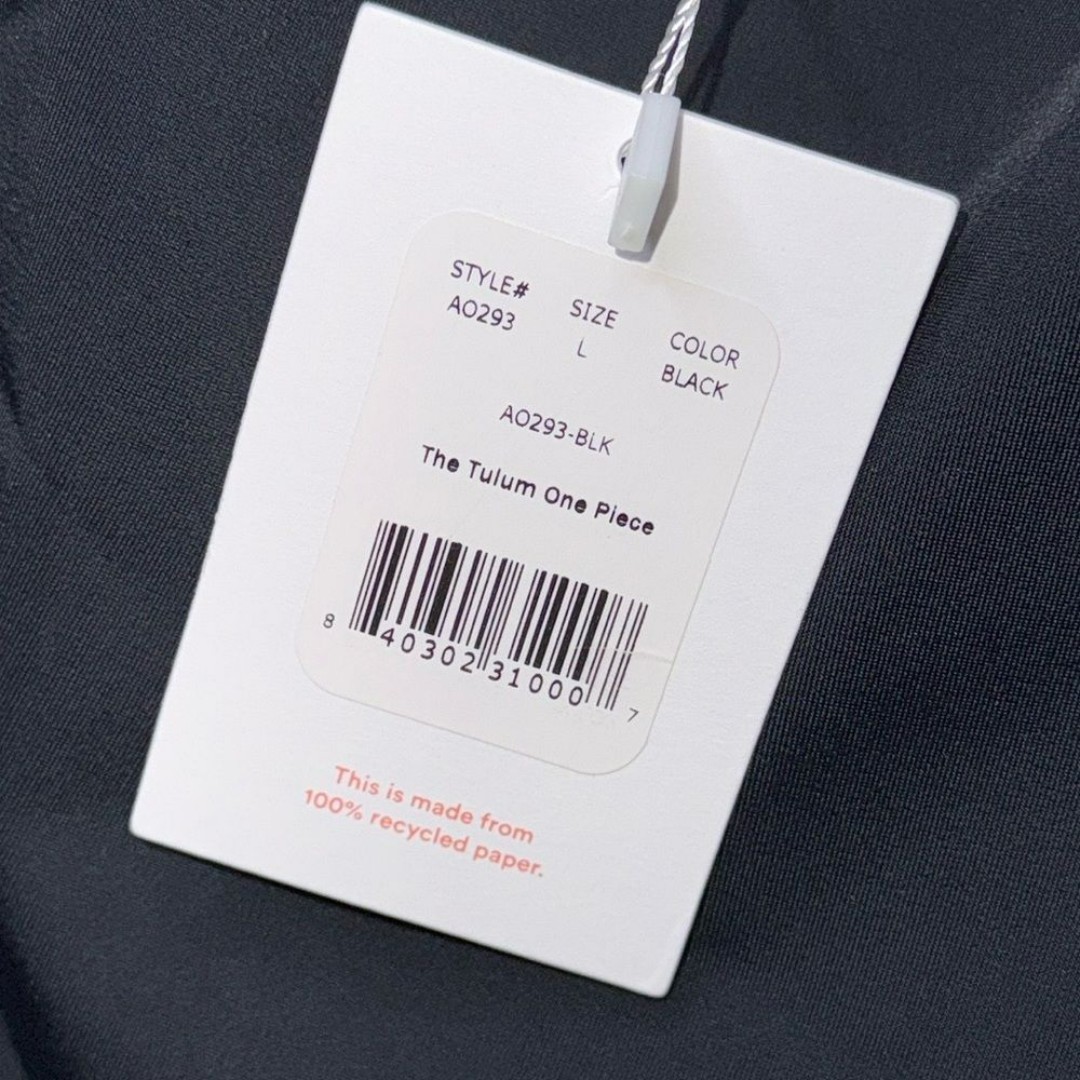 STYLE# SIZE COLOR
AO293 L BLACK
AO293-BLK
The Tulum One Piece
8 40302 31000 7
This is made from
100% recycled paper.